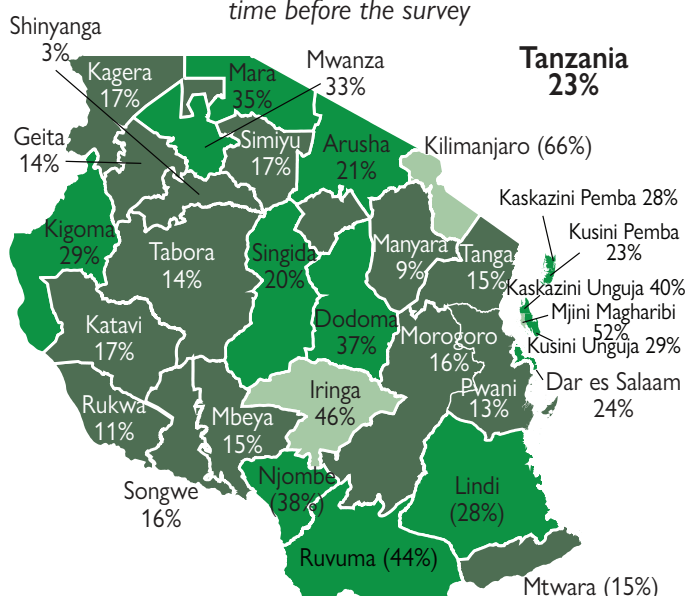 time before the survey
Shinyanga
3%
Kagera
17%
Mara
35%
Mwanza
33%
Tanzania
23%
Geita
14%
Simiyu
17%
Arusha
21%
Kilimanjaro (66%)
Kaskazini Pemba 28%
Kusini Pemba
23%
Kigoma
29%
Tabora
14%
Singida
20%
Manyara
9%
Tanga
15%
Kaskazini Unguja 40%
Mjini Magharibi
52%
Kusini Unguja 29%
Katavi
17%
Dodoma
37%
Morogoro
16%
Pwani
13%
Dar es Salaam
24%
Rukwa
11%
Mbeya
15%
Iringa
46%
Songwe
16%
Njombe
(38%)
Lindi
(28%)
Ruvuma (44%)
Mtwara (15%)